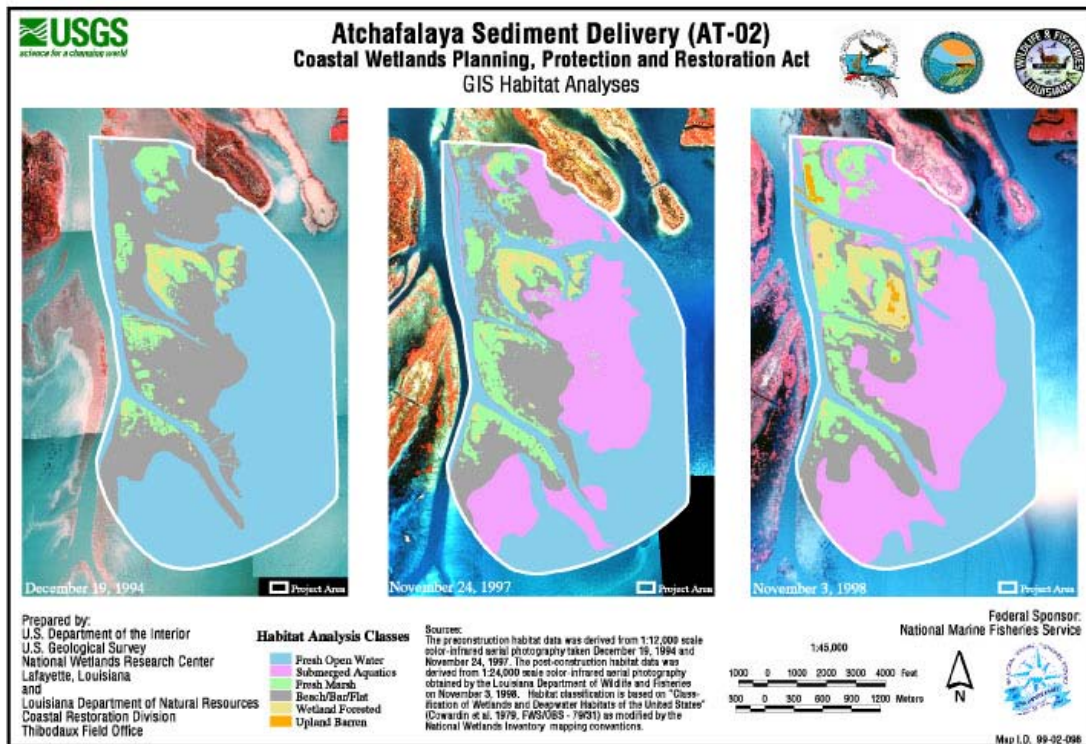 USGS
science for a changing world
Atchafalaya Sediment Delivery (AT-02)
Coastal Wetlands Planning, Protection and Restoration Act
GIS Habitat Analyses
WILDLIFE & FISHERIES
LOUISIANA
December 19, 1994
Project Area
November 24, 1997
Project Area
November 3, 1998
Project Area
Prepared by:
U.S. Department of the Interior
U.S. Geological Survey
National Wetlands Research Center
Lafayette, Louisiana
and
Louisiana Department of Natural Resources
Coastal Restoration Division
Thibodaux Field Office
Habitat Analysis Classes
Fresh Open Water
Submerged Aquatics
Fresh Marsh
Beach/Bar/Flat
Wetland Forested
Upland Barren
Sources:
The preconstruction habitat data was derived from 1:12,000 scale
color-infrared aerial photography taken December 19, 1994 and
November 24, 1997. The post-construction habitat data was
derived from 1:24,000 scale color-infrared aerial photography
obtained by the Louisiana Department of Wildlife and Fisheries
on November 3, 1998. Habitat classification is based on "Class-
ification of Wetlands and Deepwater Habitats of the United States"
(Cowardin et al. 1979, FWS/OBS - 79/31) as modified by the
National Wetlands Inventory mapping conventions.
1:45,000
1000 0 1000 2000 3000 4000 Feet
300 0 300 600 900 1200 Meters
N
Federal Sponsor:
National Marine Fisheries Service
Map I.D. 99-02-098